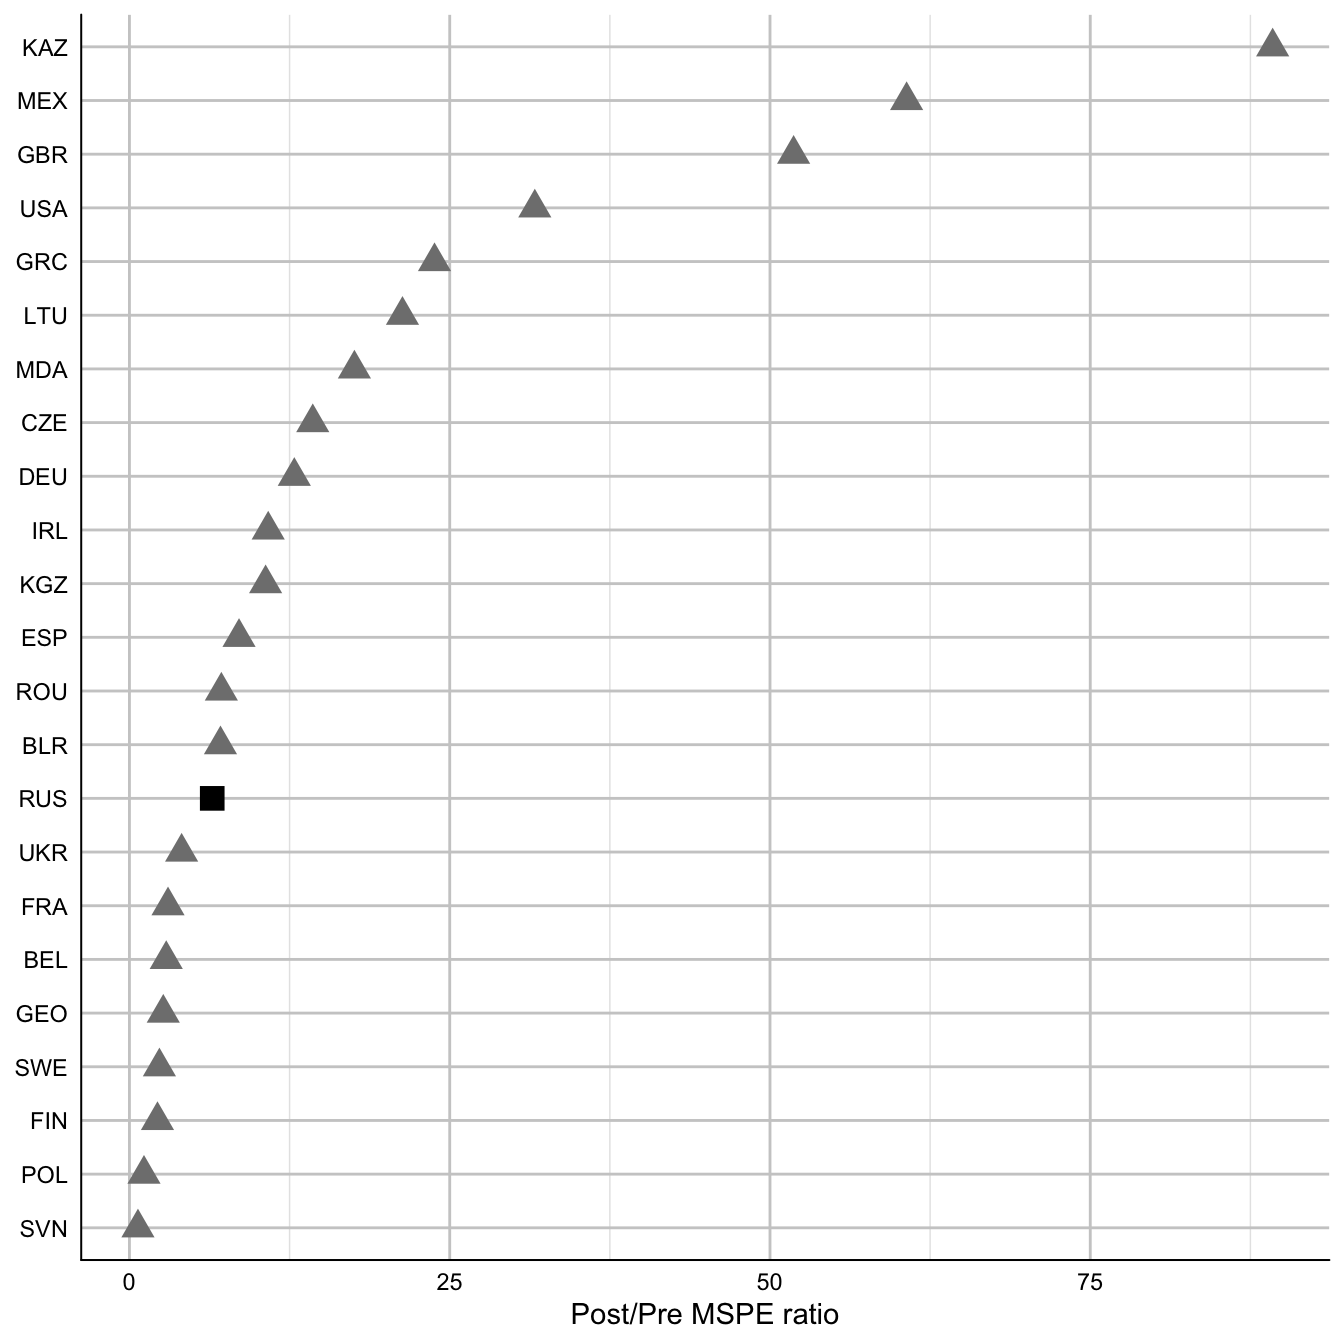 KAZ
MEX
GBR
USA
GRC
LTU
MDA
CZE
DEU
IRL
KGZ
ESP
ROU
BLR
RUS
UKR
FRA
BEL
GEO
SWE
FIN
POL
SVN
0 25 50 75
Post/Pre MSPE ratio